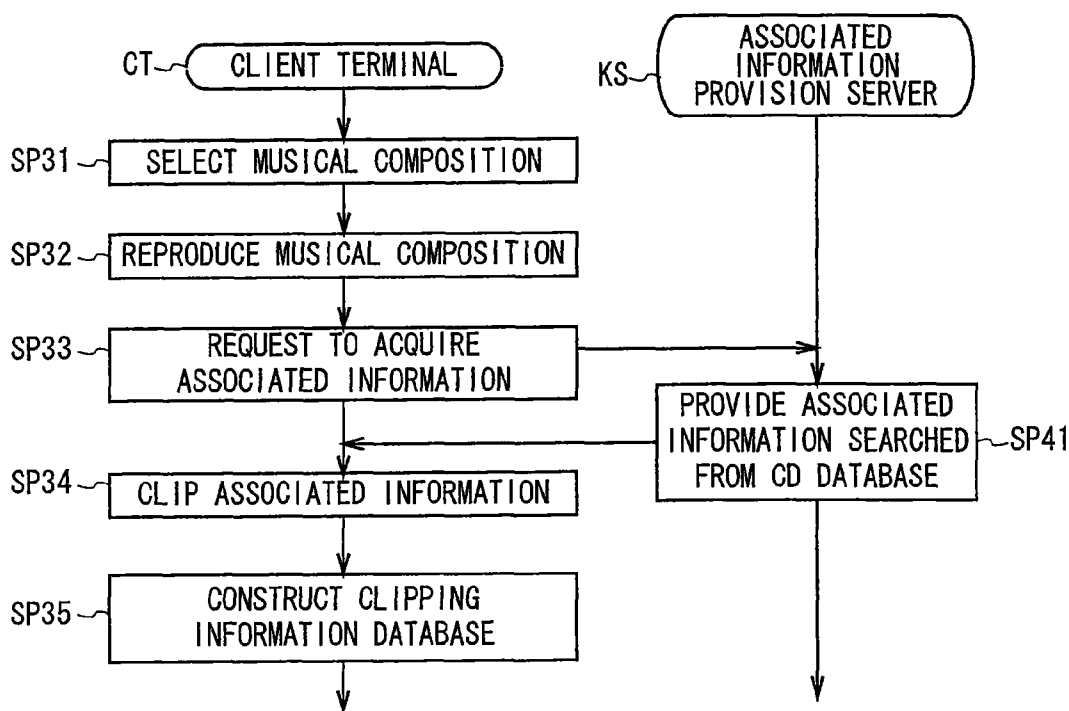 CT
CLIENT TERMINAL
KS
ASSOCIATED
INFORMATION
PROVISION SERVER
SP31
SELECT MUSICAL COMPOSITION
SP32
REPRODUCE MUSICAL COMPOSITION
SP33
REQUEST TO ACQUIRE
ASSOCIATED INFORMATION
PROVIDE ASSOCIATED
INFORMATION SEARCHED
FROM CD DATABASE
SP41
SP34
CLIP ASSOCIATED INFORMATION
SP35
CONSTRUCT CLIPPING
INFORMATION DATABASE